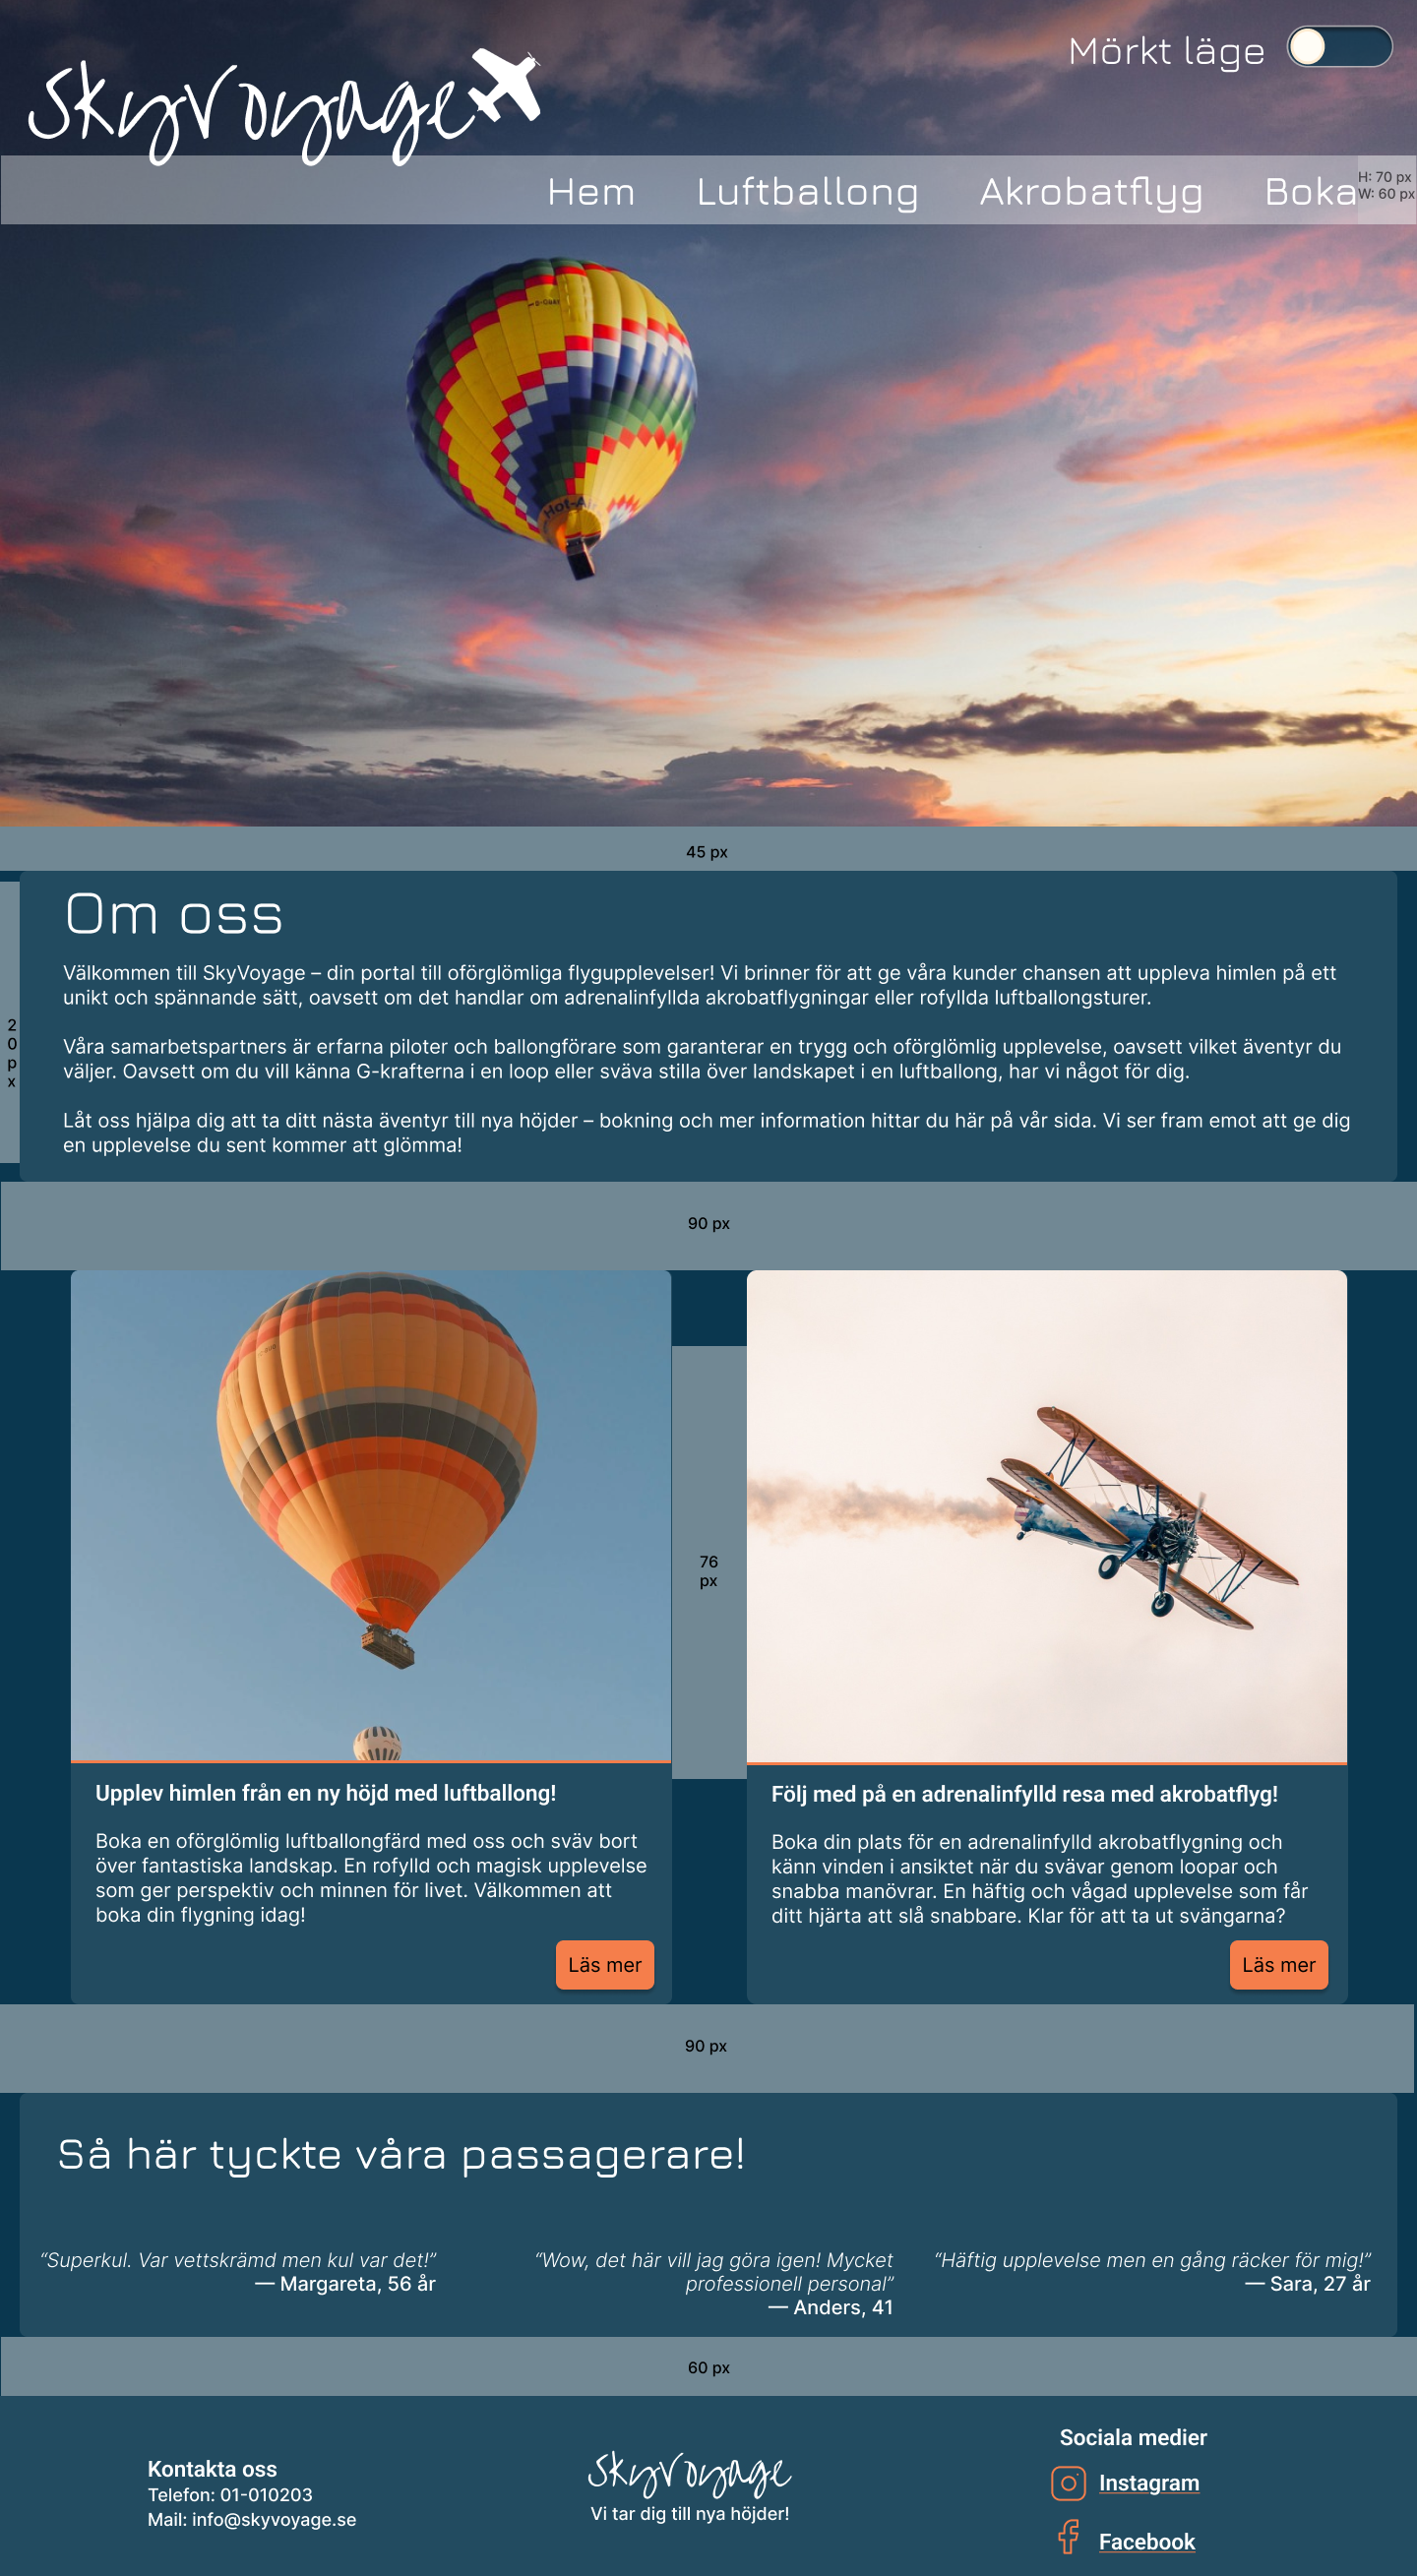 SkyVoyage
Mörkt läge
Hem Luftballong Akrobatflyg Boka
H: 70 px
W: 60 px
Hot-Air
45 px
Om oss
Välkommen till SkyVoyage – din portal till oförglömliga flygupplevelser! Vi brinner för att ge våra kunder chansen att uppleva himlen på ett
unikt och spännande sätt, oavsett om det handlar om adrenalinfyllda akrobatflygningar eller rofyllda luftballongsturer.
Våra samarbetspartners är erfarna piloter och ballongförare som garanterar en trygg och oförglömlig upplevelse, oavsett vilket äventyr du
väljer. Oavsett om du vill känna G-krafterna i en loop eller sväva stilla över landskapet i en luftballong, har vi något för dig.
Låt oss hjälpa dig att ta ditt nästa äventyr till nya höjder – bokning och mer information hittar du här på vår sida. Vi ser fram emot att ge dig
en upplevelse du sent kommer att glömma!
2
0
p
x
90 px
76
px
Upplev himlen från en ny höjd med luftballong!
Boka en oförglömlig luftballongfärd med oss och sväv bort
över fantastiska landskap. En rofylld och magisk upplevelse
som ger perspektiv och minnen för livet. Välkommen att
boka din flygning idag!
Läs mer
Följ med på en adrenalinfylld resa med akrobatflyg!
Boka din plats för en adrenalinfylld akrobatflygning och
känn vinden i ansiktet när du svävar genom loopar och
snabba manövrar. En häftig och vågad upplevelse som får
ditt hjärta att slå snabbare. Klar för att ta ut svängarna?
Läs mer
90 px
Så här tyckte våra passagerare!
“Superkul. Var vettskrämd men kul var det!”
— Margareta, 56 år
“Wow, det här vill jag göra igen! Mycket
professionell personal”
— Anders, 41
“Häftig upplevelse men en gång räcker för mig!”
— Sara, 27 år
60 px
Kontakta oss
Telefon: 01-010203
Mail: info@skyvoyage.se
SkyVoyage
Vi tar dig till nya höjder!
Sociala medier
Instagram
Facebook